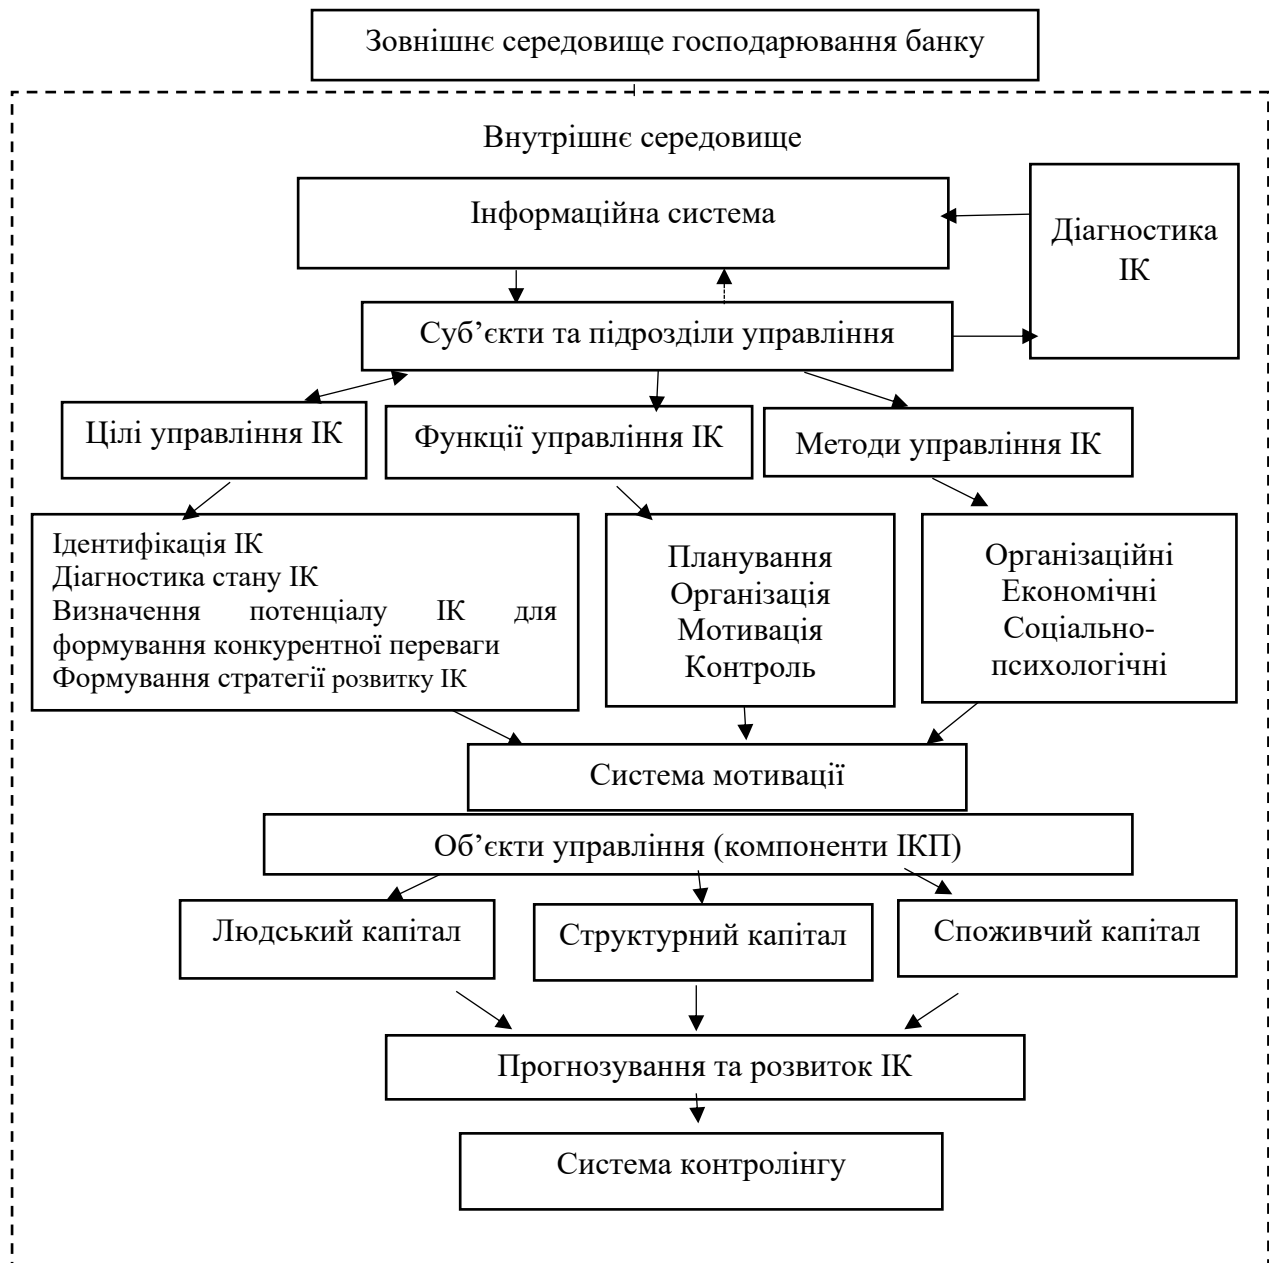 Зовнішнє середовище господарювання банку
Внутрішнє середовище
Інформаційна система
Діагностика
ІК
Суб’єкти та підрозділи управління
Цілі управління ІК
Функції управління ІК
Методи управління ІК
Ідентифікація ІК
Діагностика стану ІК
Визначення потенціалу ІК для
формування конкурентної переваги
Формування стратегії розвитку ІК
Планування
Організація
Мотивація
Контроль
Організаційні
Економічні
Соціально-
психологічні
Система мотивації
Об’єкти управління (компоненти ІКП)
Людський капітал
Структурний капітал
Споживчий капітал
Прогнозування та розвиток ІК
Система контролінгу